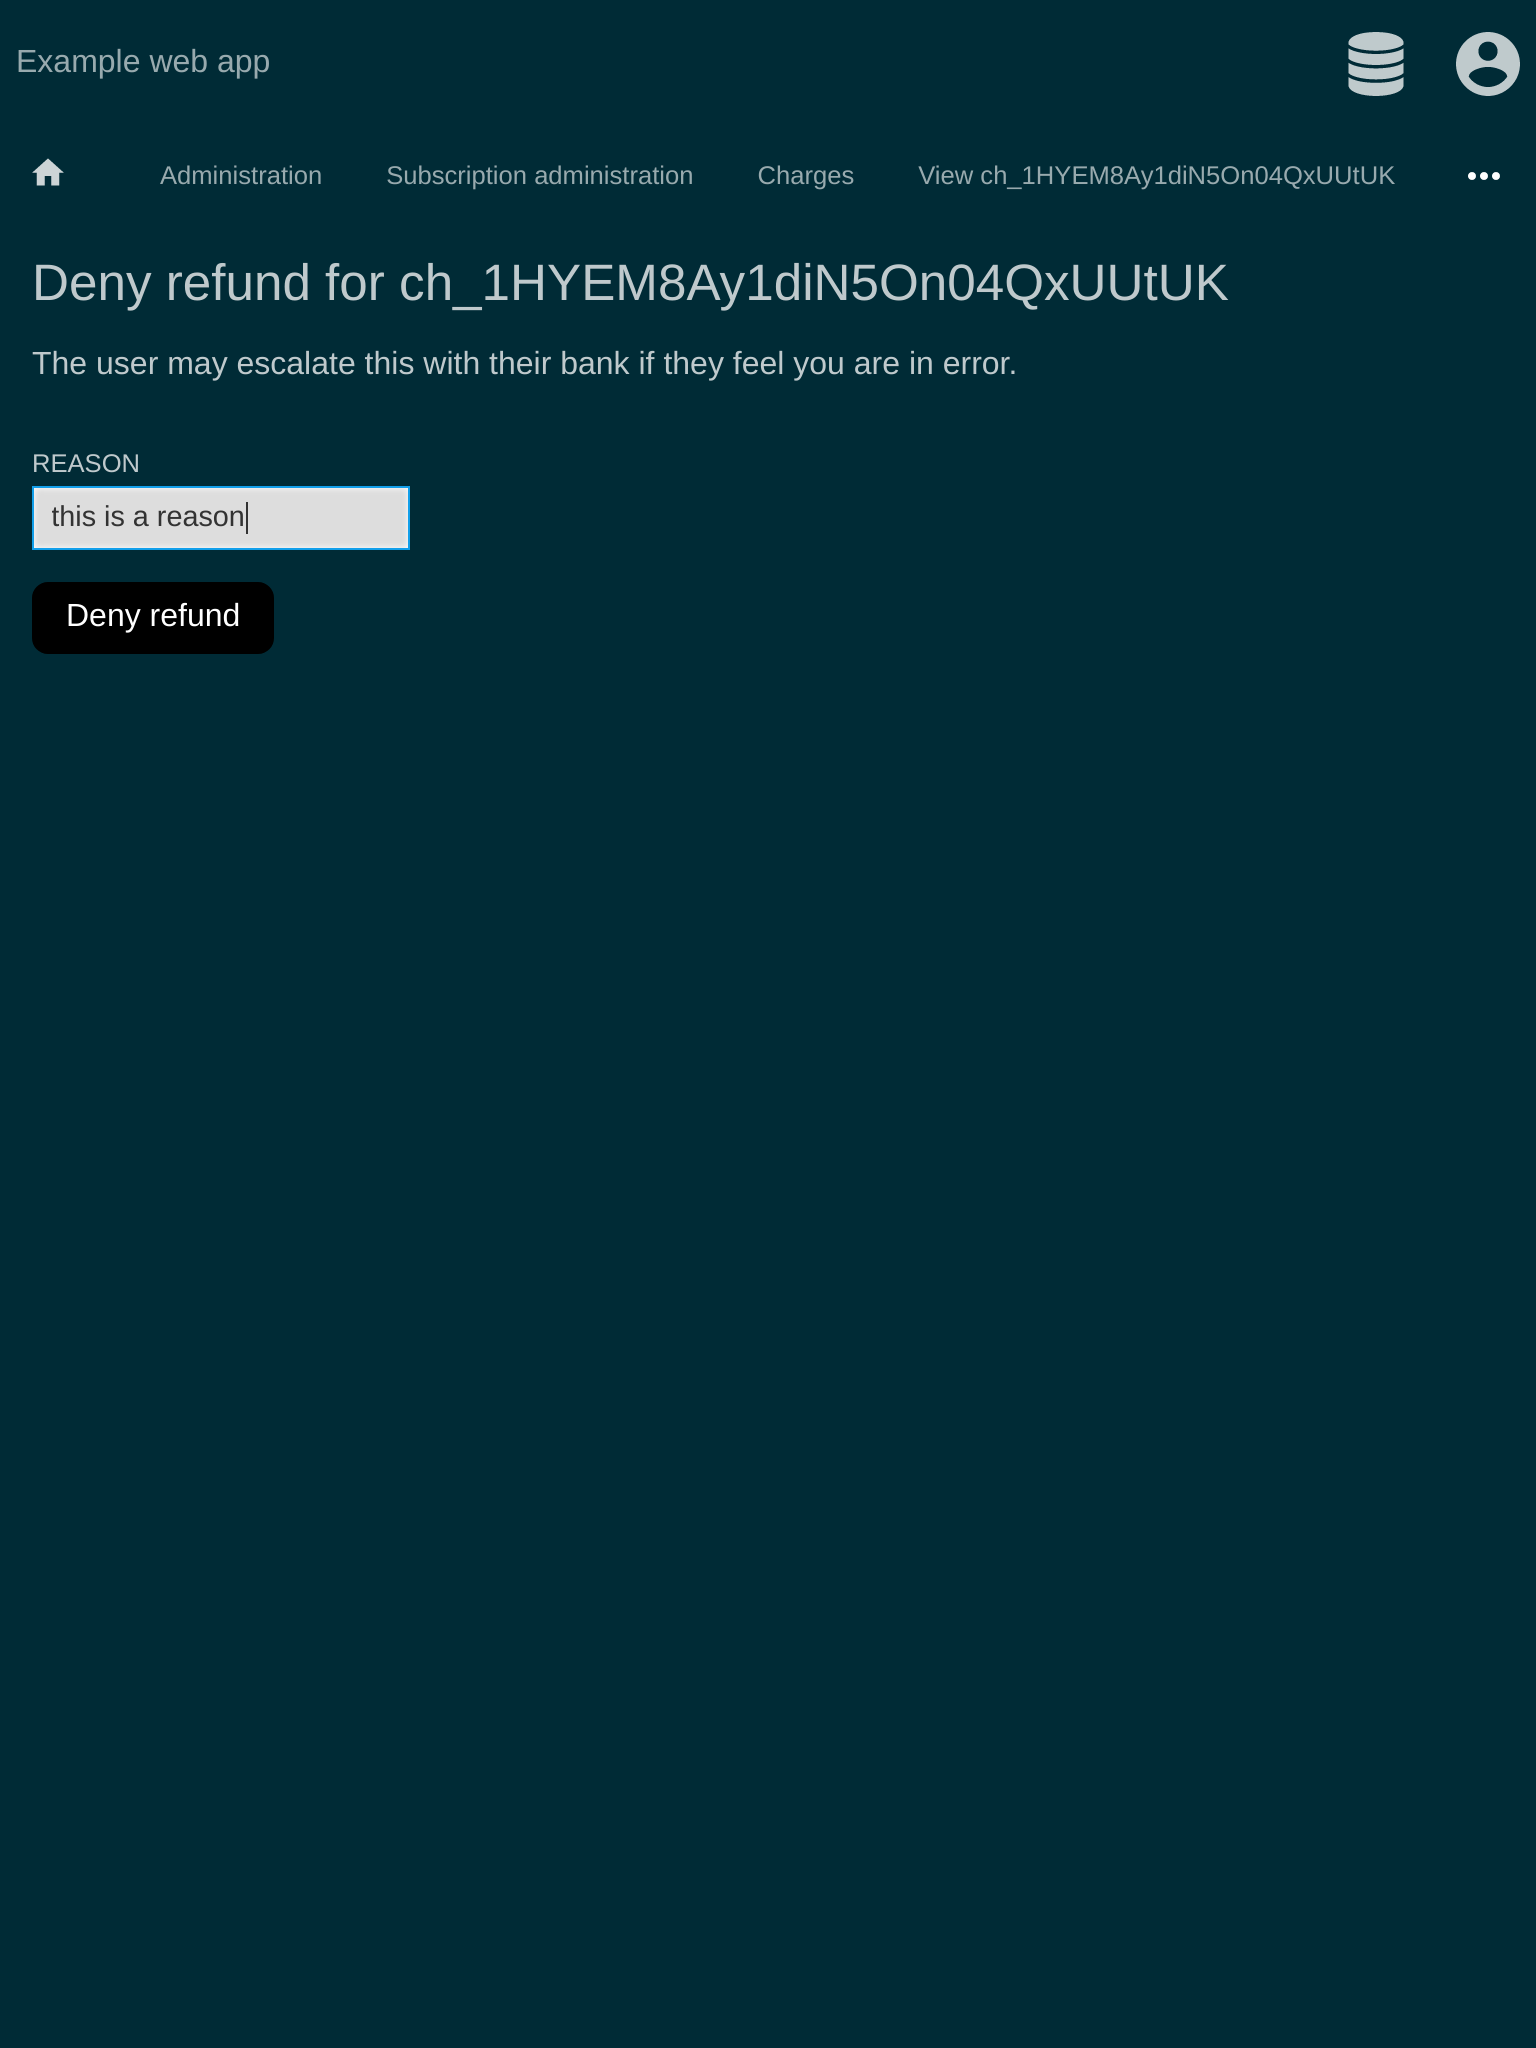 Example web app
Administration Subscription administration Charges View ch_1HYEM8Ay1diN5On04QxUUtUK
Deny refund for ch_1HYEM8Ay1diN5On04QxUUtUK
The user may escalate this with their bank if they feel you are in error.
REASON
this is a reason
Deny refund